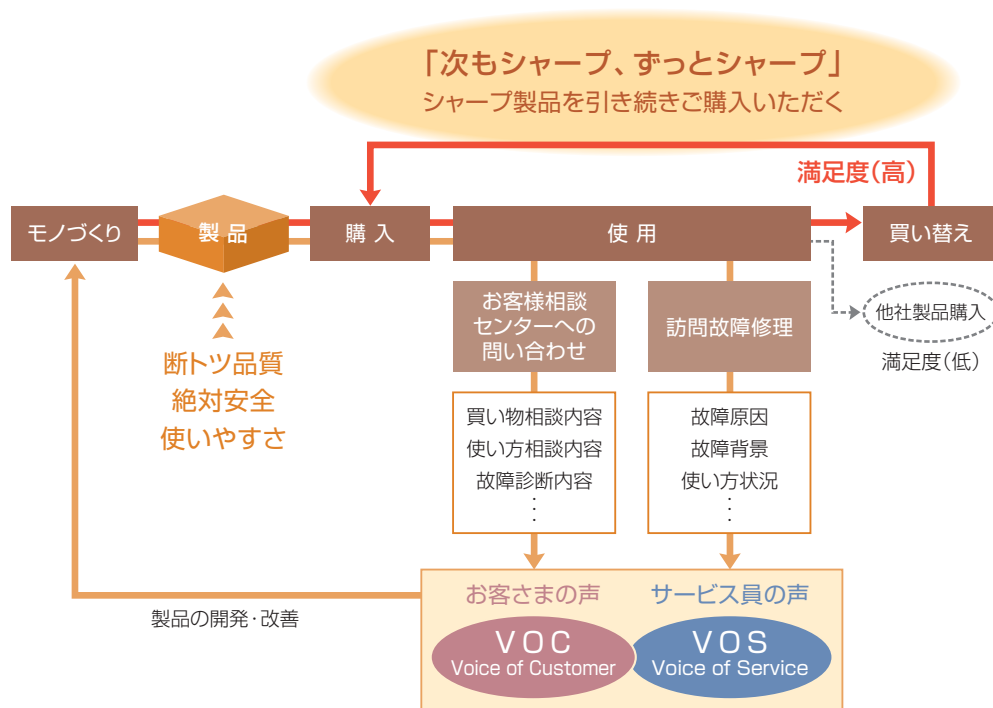 「次もシャープ、ずっとシャープ」
シャープ製品を引き続きご購入いただく
満足度(高)
モノづくり
製品
購入
使用
買い替え
お客様相談
センターへの
問い合わせ
訪問故障修理
他社製品購入
満足度(低)
断トツ品質
絶対安全
使いやすさ
買い物相談内容
使い方相談内容
故障診断内容
⋮
故障原因
故障背景
使い方状況
⋮
製品の開発・改善
お客さまの声
VOC
Voice of Customer
サービス員の声
VOS
Voice of Service